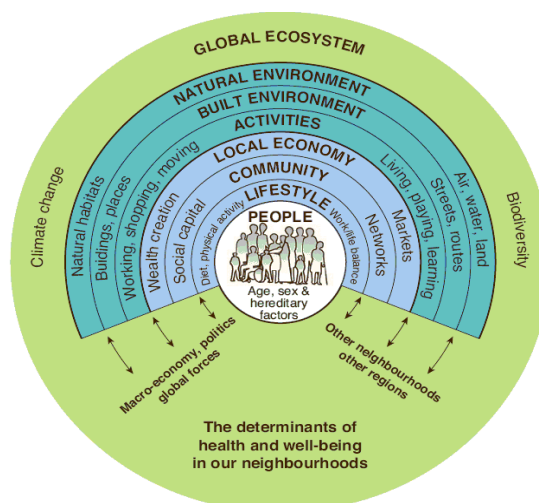 GLOBAL ECOSYSTEM
NATURAL ENVIRONMENT
BUILT ENVIRONMENT
ACTIVITIES
LOCAL ECONOMY
COMMUNITY
LIFESTYLE
PEOPLE
Age, sex &
hereditary
factors
Climate change
Natural habitats
Buidings, places
Working, shopping, moving
Wealth creation
Social capital
Diet, physical activity
Work/life balance
Networks
Markets
Living, playing, learning
Streets, routes
Air, water, land
Biodiversity
Macro-economy, politics
global forces
Other neighbourhoods
other regions
The determinants of
health and well-being
in our neighbourhoods